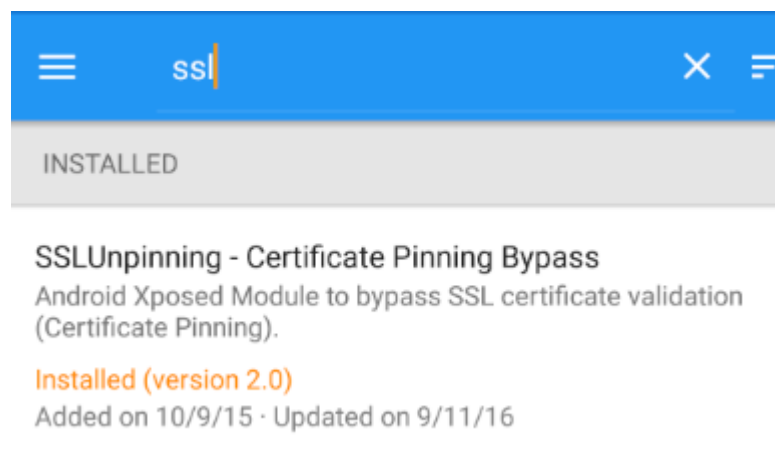 ssl
INSTALLED
SSLUnpinning - Certificate Pinning Bypass
Android Xposed Module to bypass SSL certificate validation
(Certificate Pinning).
Installed (version 2.0)
Added on 10/9/15 · Updated on 9/11/16